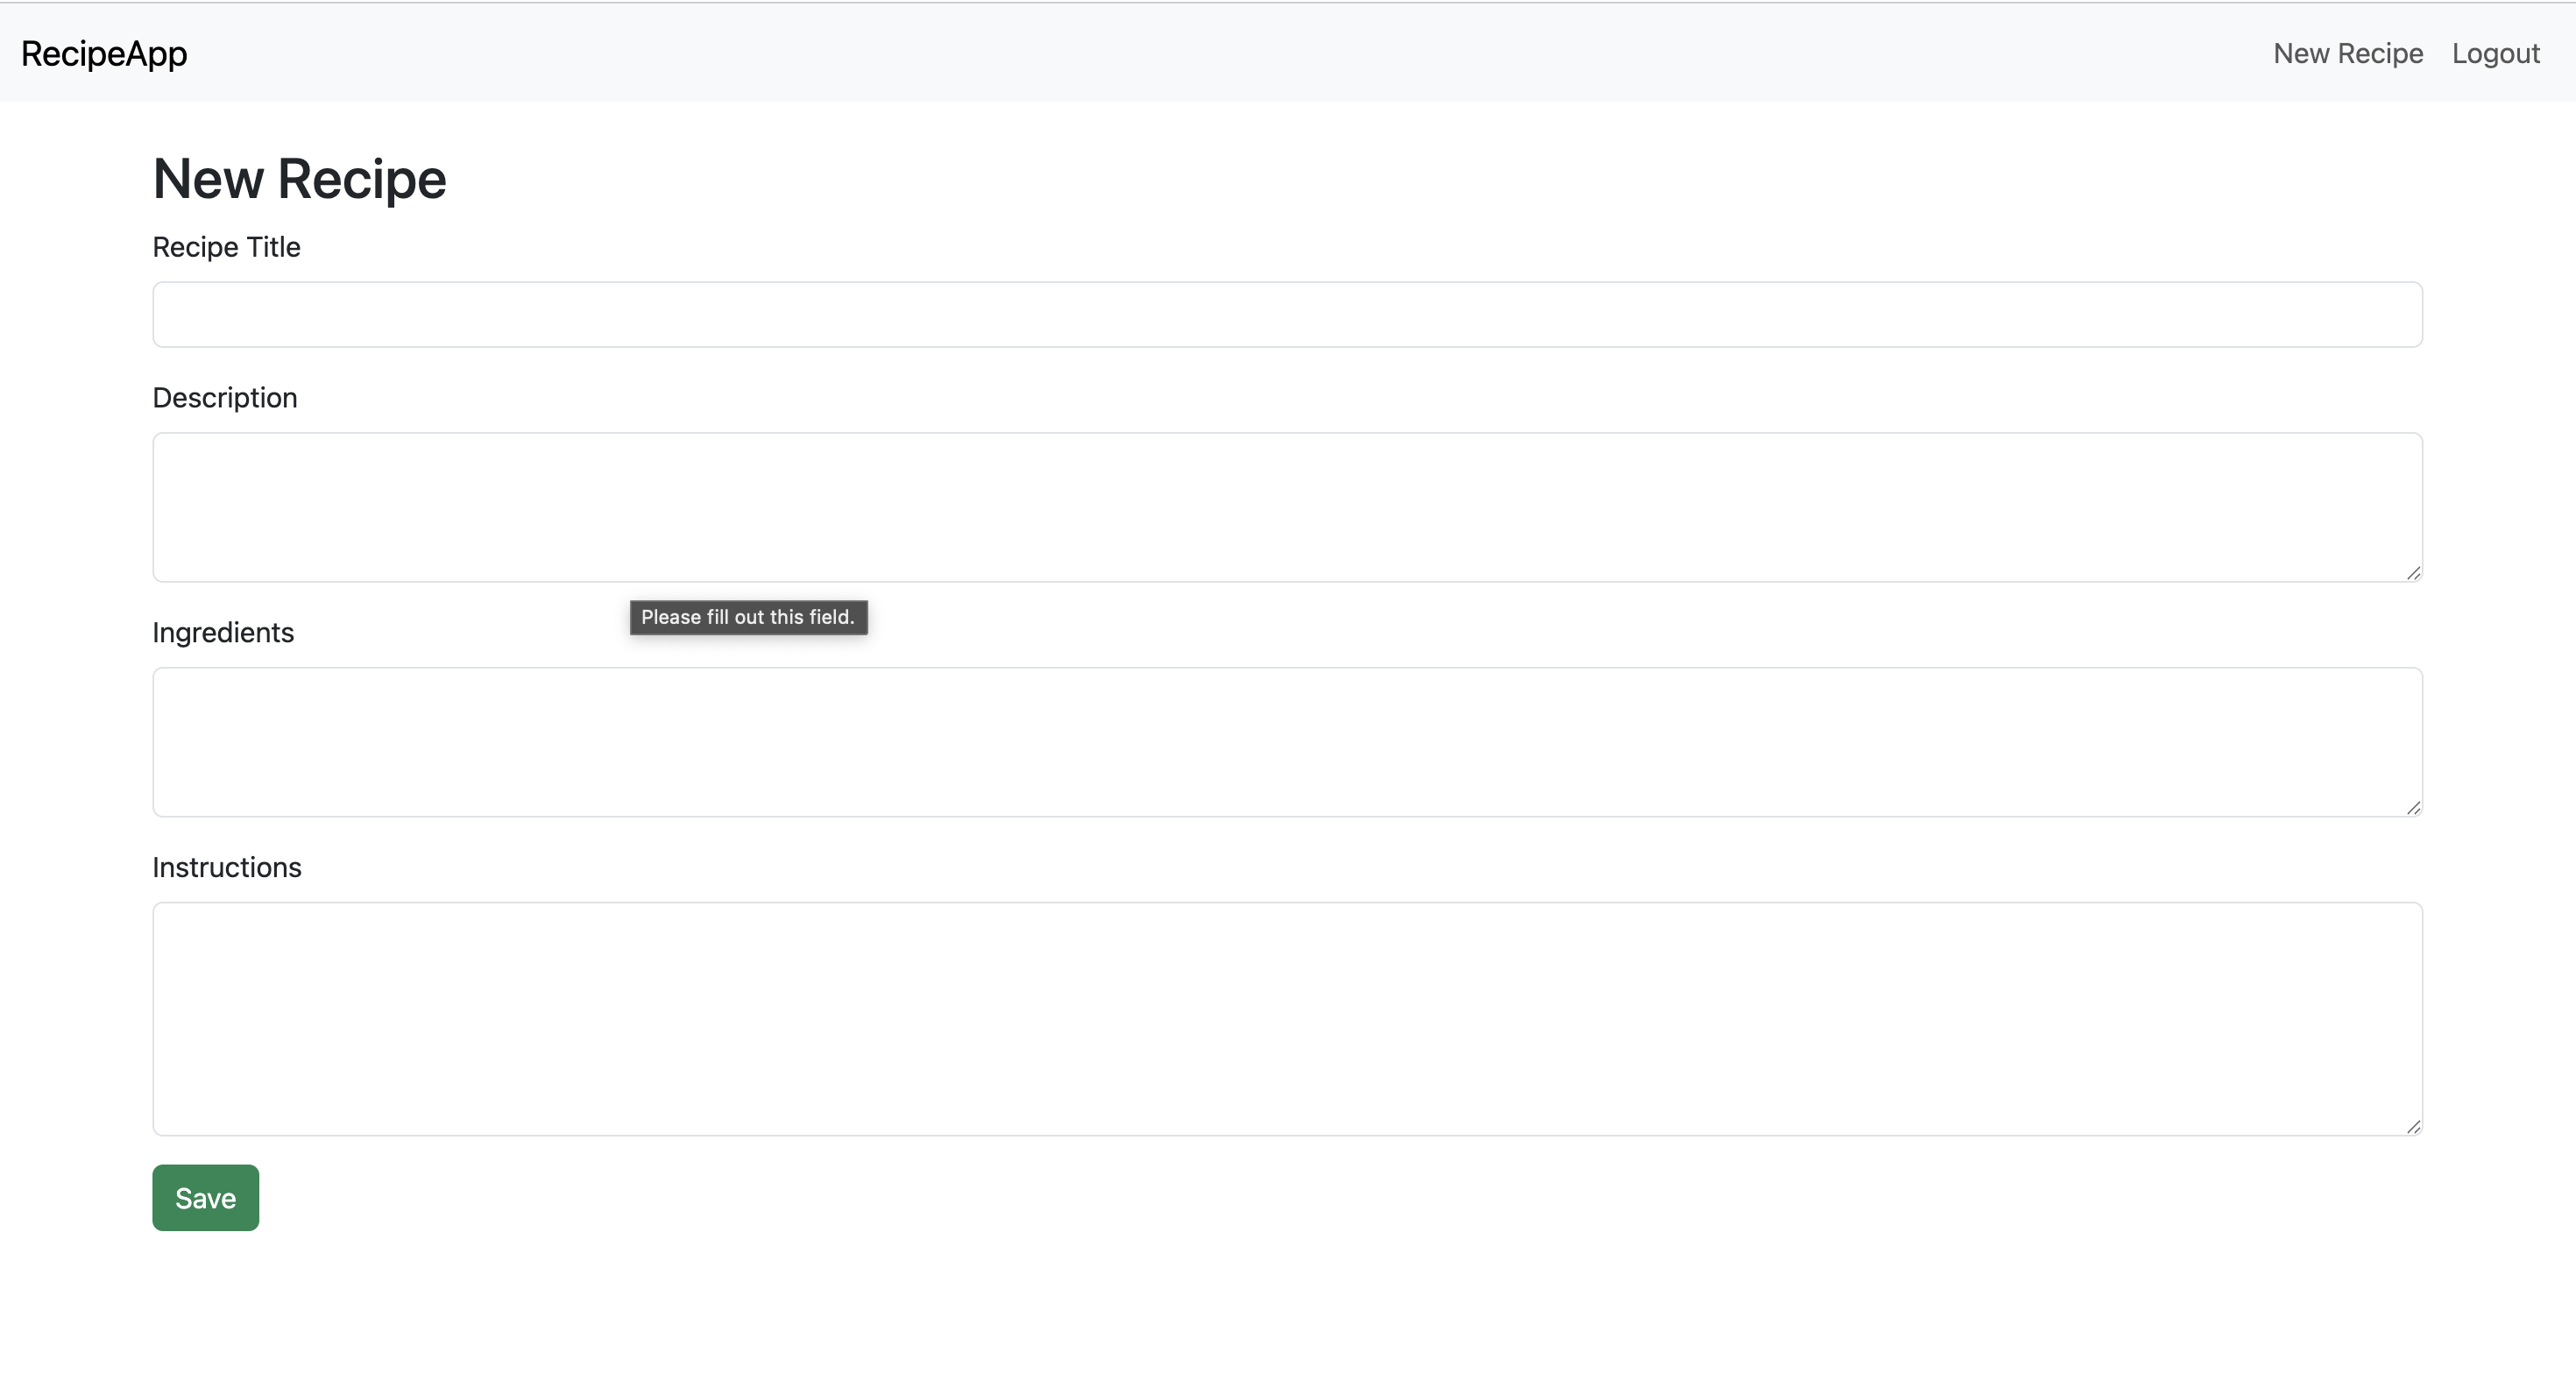 RecipeApp
New Recipe
Logout
New Recipe
Recipe Title
Description
Please fill out this field.
Ingredients
Instructions
Save